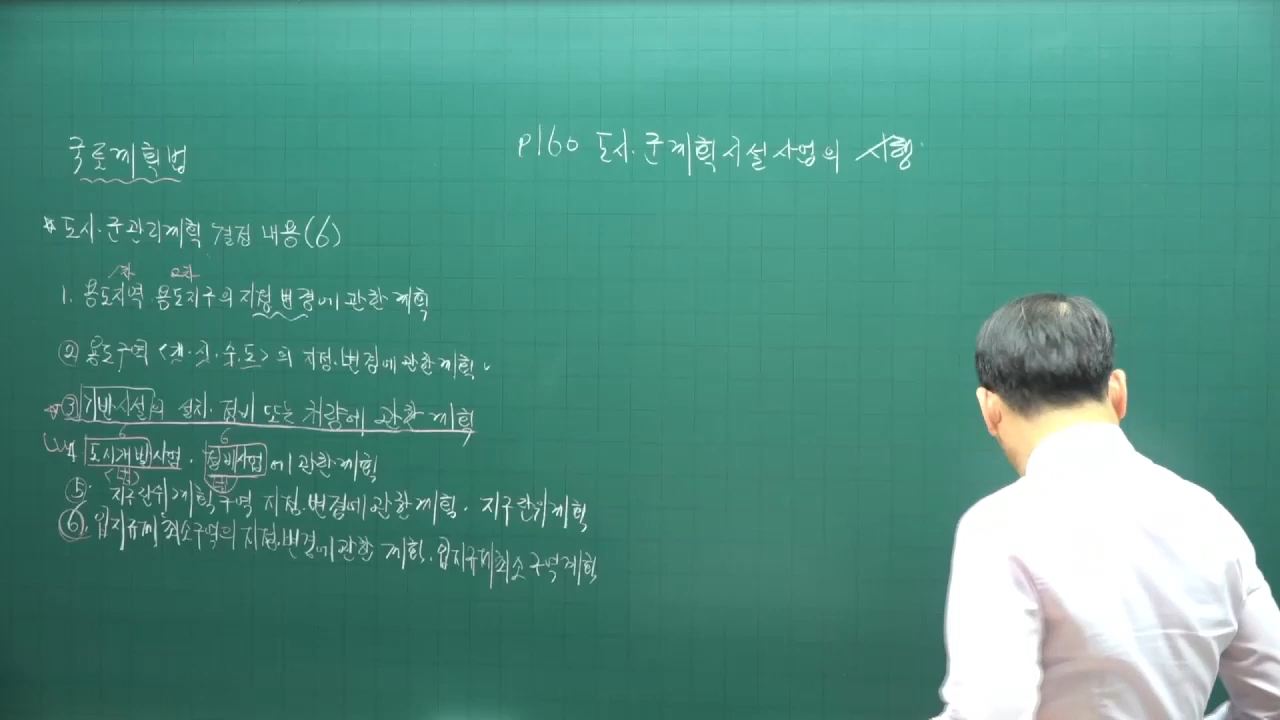 국토계획법
* 도시·군관리계획 결정 내용(6)
1. 용도지역 용도지구의 지정 변경에 관한 계획
② 용도구역 <개·시·수·도>의 지정·변경에 관한 계획
③ 기반시설의 설치·정비 또는 개량에 관한 계획
6 6
4 도시개발사업. 정비사업에 관한 계획
⑤ 지구단위계획구역 지정·변경에 관한 계획. 지구단위계획
⑥ 입지규제최소구역의 지정·변경에 관한 계획. 입지규제최소구역계획
P160 도시·군계획시설사업의 시행